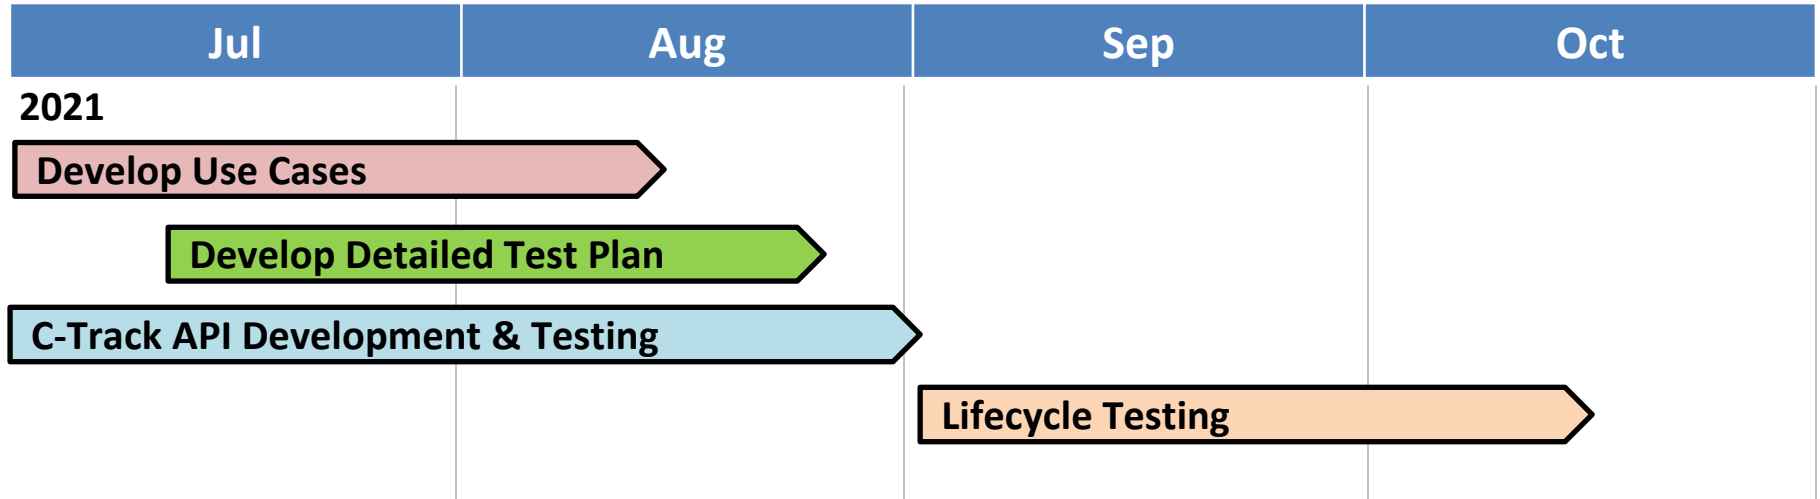 Jul Aug Sep Oct
2021
Develop Use Cases
Develop Detailed Test Plan
C-Track API Development & Testing
Lifecycle Testing